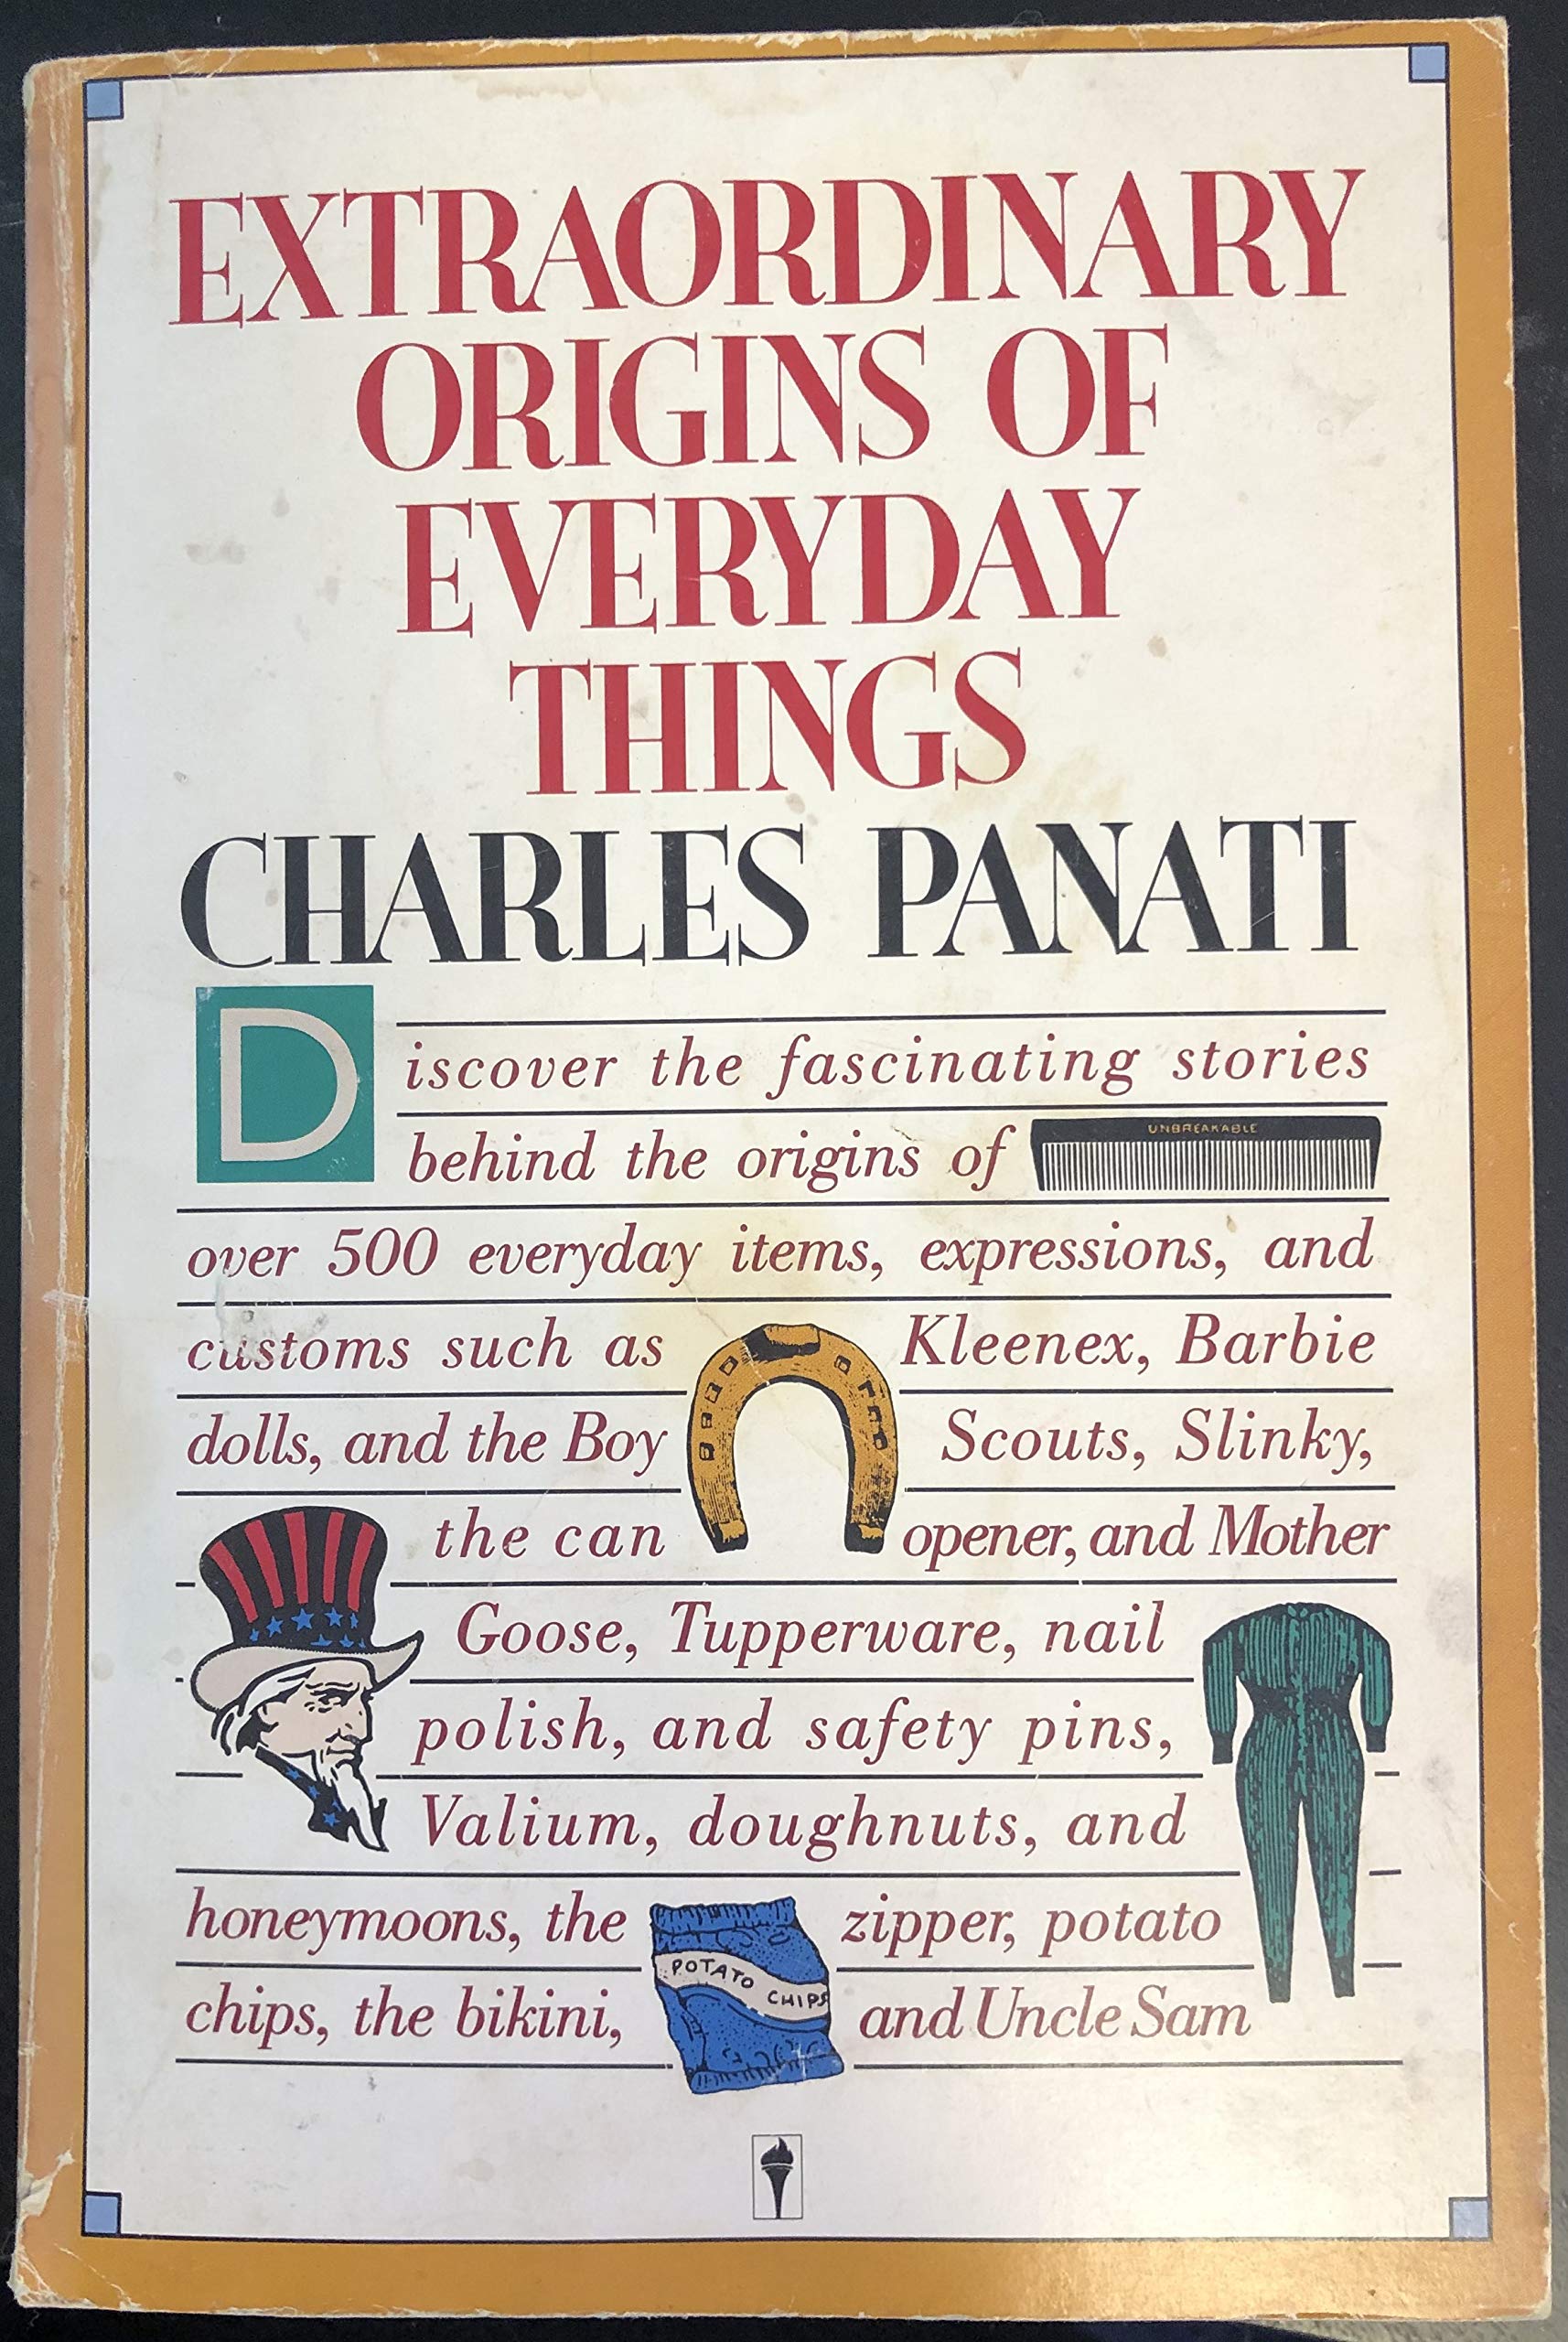 EXTRAORDINARY
ORIGINS OF
EVERYDAY
THINGS
CHARLES PANATI
Discover the fascinating stories
behind the origins of
UNBREAKABLE
over 500 everyday items, expressions, and
customs such as Kleenex, Barbie
dolls, and the Boy Scouts, Slinky,
the can opener, and Mother
Goose, Tupperware, nail
polish, and safety pins,
Valium, doughnuts, and
honeymoons, the zipper, potato
POTATO CHIPS
chips, the bikini, and Uncle Sam